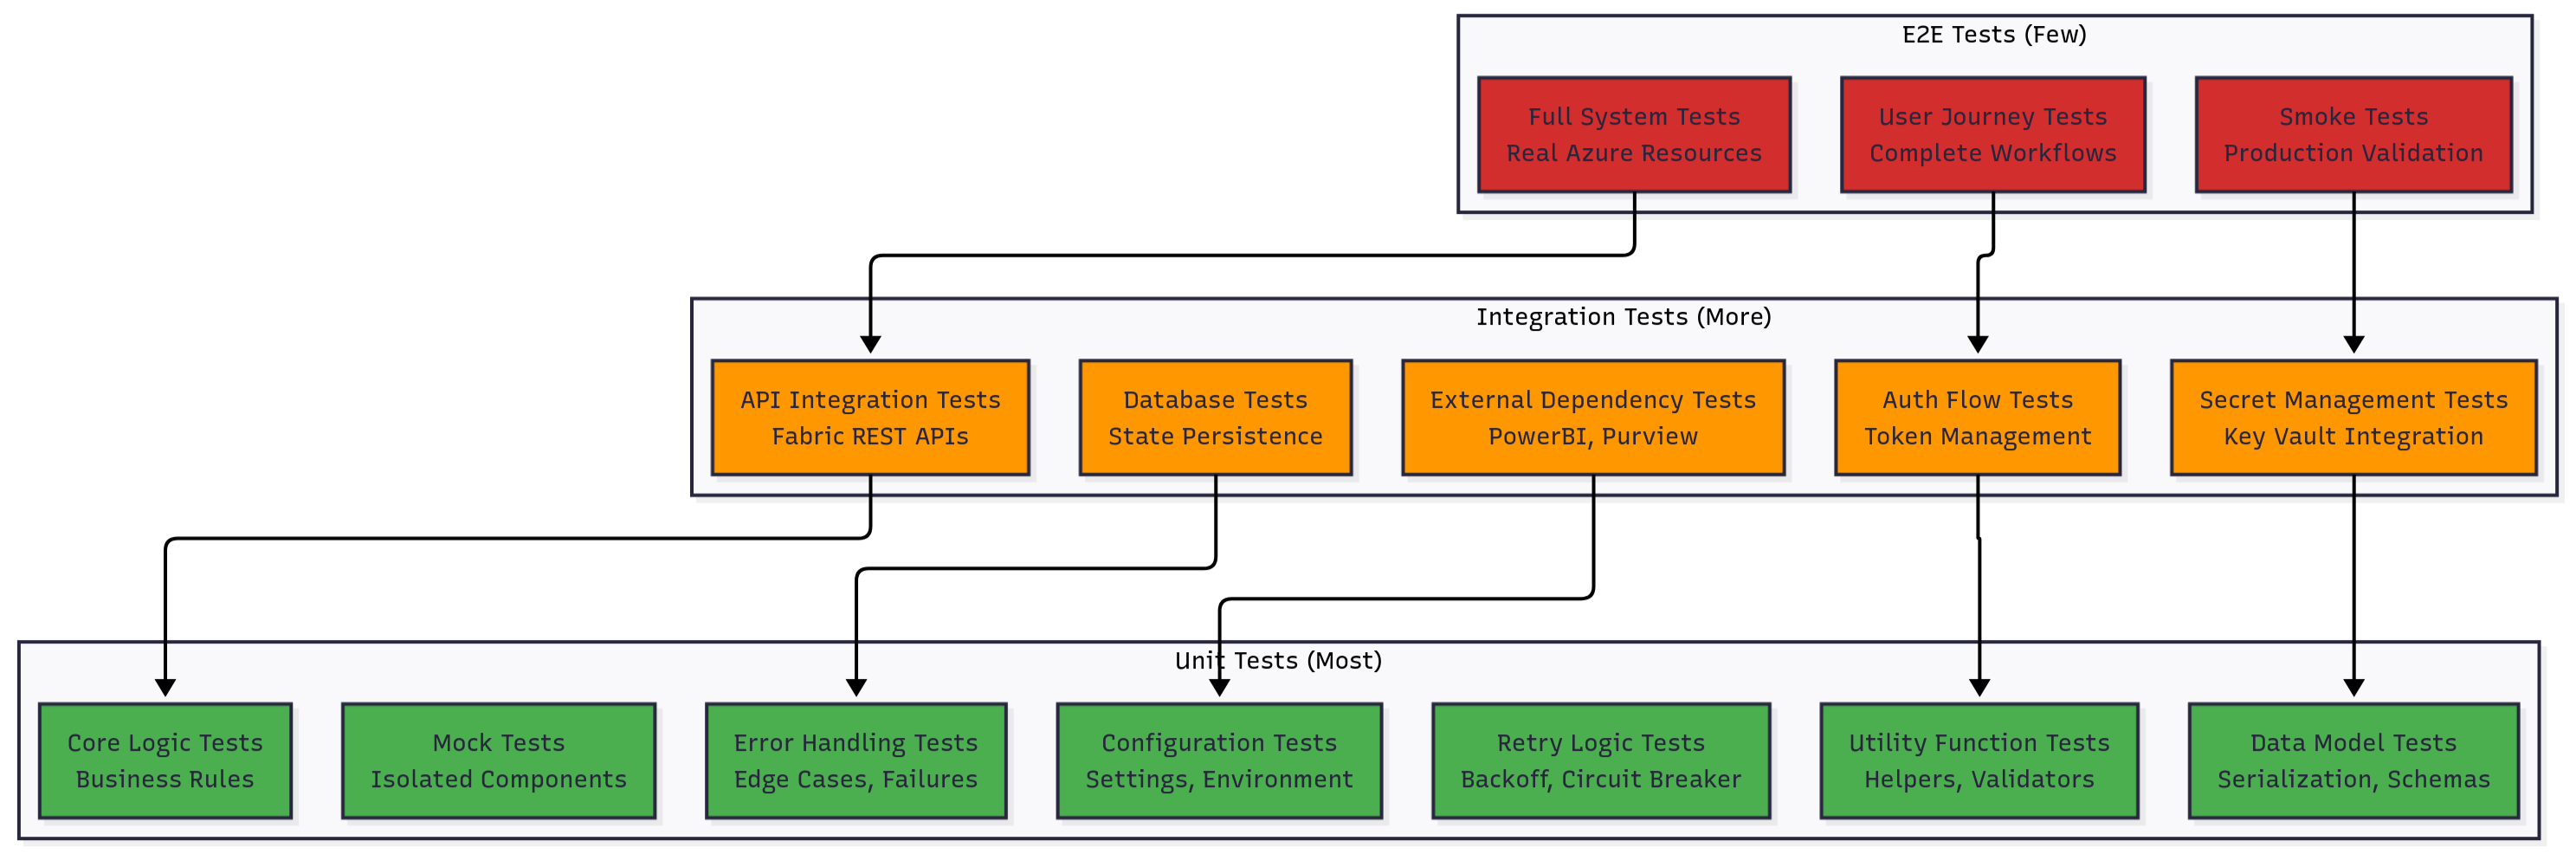 E2E Tests (Few)
Full System Tests
Real Azure Resources
User Journey Tests
Complete Workflows
Smoke Tests
Production Validation
Integration Tests (More)
API Integration Tests
Fabric REST APIs
Database Tests
State Persistence
External Dependency Tests
PowerBI, Purview
Auth Flow Tests
Token Management
Secret Management Tests
Key Vault Integration
Unit Tests (Most)
Core Logic Tests
Business Rules
Mock Tests
Isolated Components
Error Handling Tests
Edge Cases, Failures
Configuration Tests
Settings, Environment
Retry Logic Tests
Backoff, Circuit Breaker
Utility Function Tests
Helpers, Validators
Data Model Tests
Serialization, Schemas